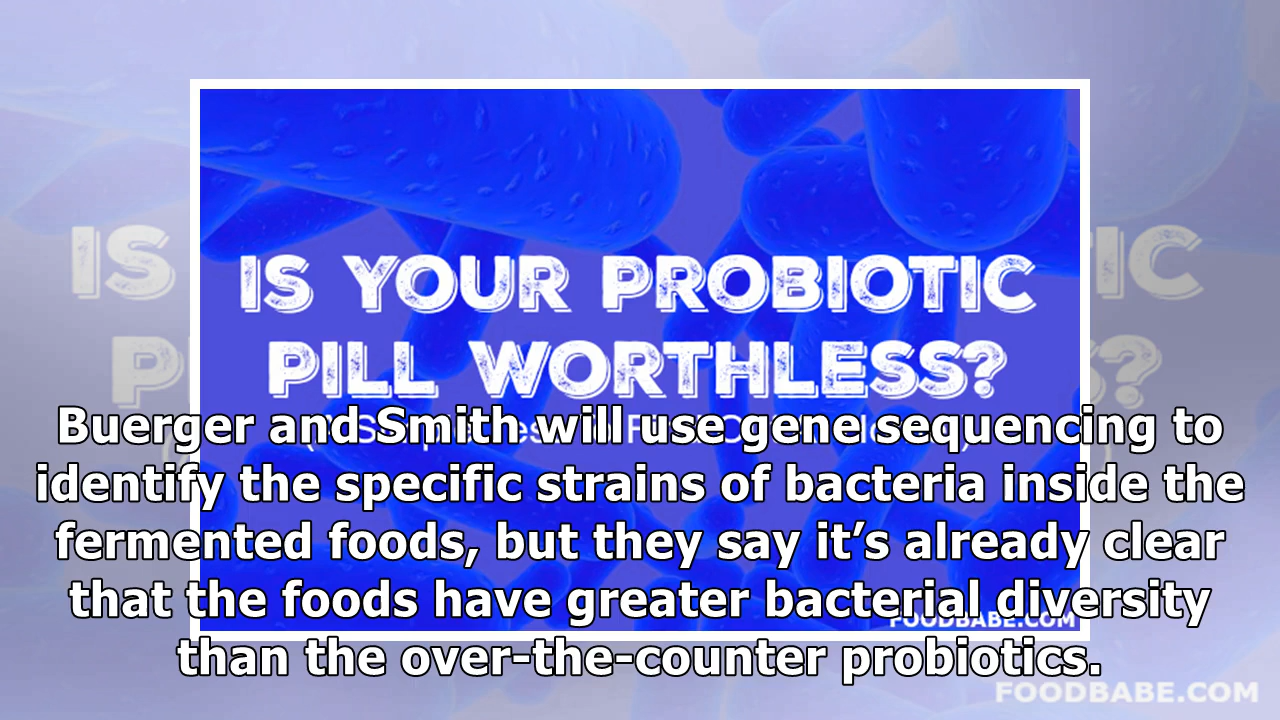 IS YOUR PROBIOTIC
PILL WORTHLESS?
Buerger and Smith will use gene sequencing to
identify the specific strains of bacteria inside the
fermented foods, but they say it’s already clear
that the foods have greater bacterial diversity
than the over-the-counter probiotics.
FOODBABE.COM
FOODBABE.COM